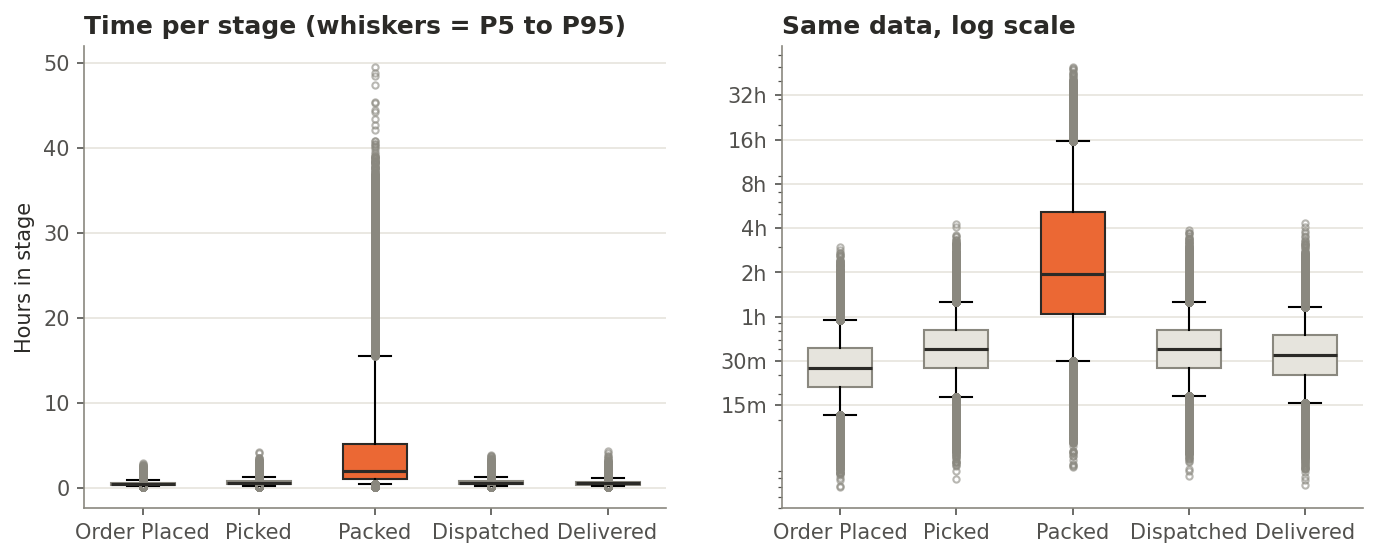 Time per stage (whiskers = P5 to P95)
50
40
30
20
10
0
Hours in stage
Order Placed Picked Packed Dispatched Delivered
Same data, log scale
32h
16h
8h
4h
2h
1h
30m
15m
Order Placed Picked Packed Dispatched Delivered